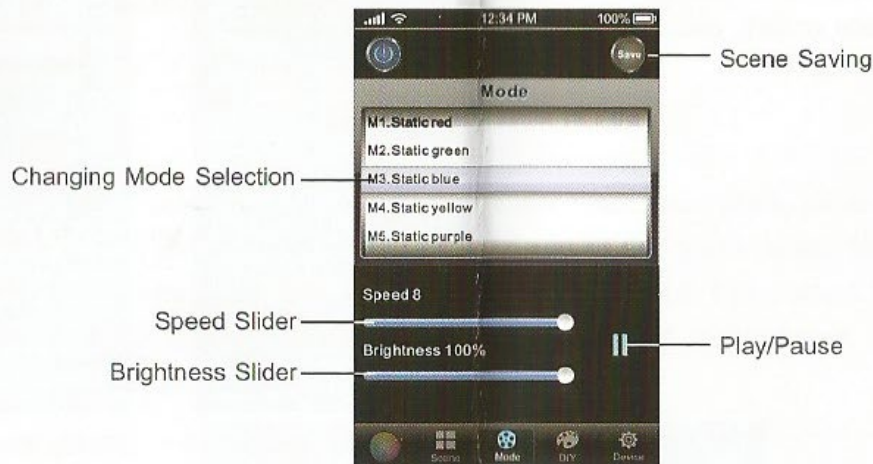 12:34 PM 100%
Save
Scene Saving
Mode
M1.Static red
M2.Static green
Changing Mode Selection
M3.Static blue
M4.Static yellow
M5.Static purple
Speed 8
Speed Slider
Brightness 100%
Play/Pause
Brightness Slider
Scene Mode DIY Device